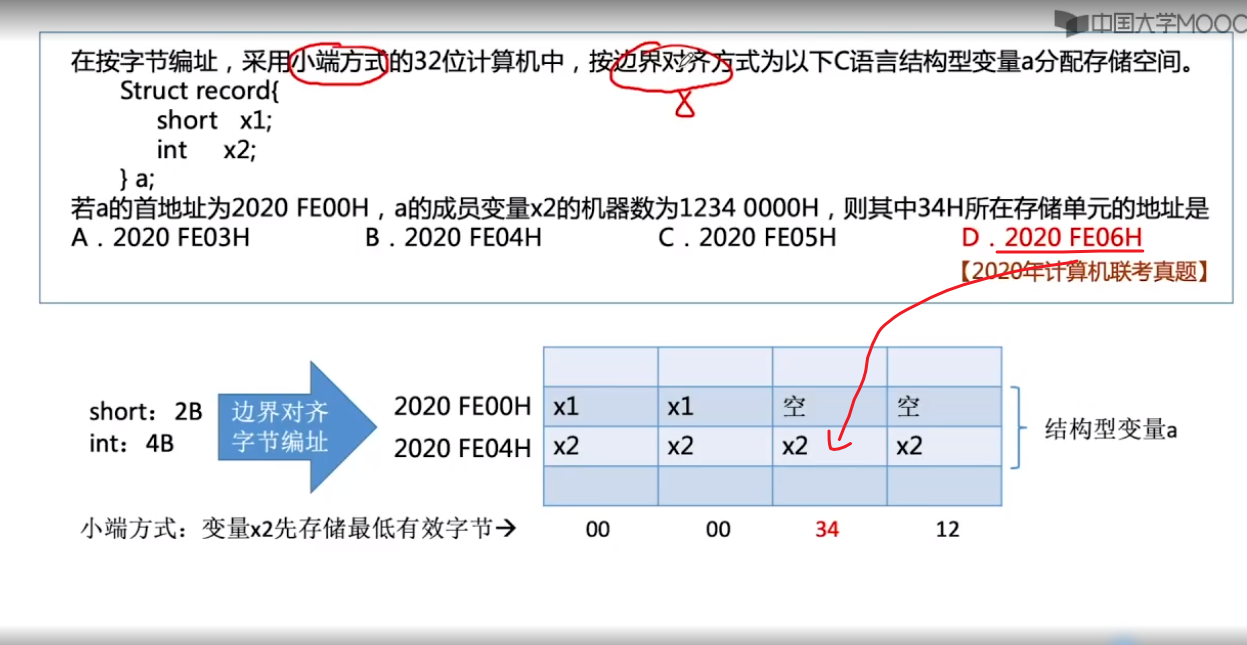 中国大学MOOC
在按字节编址，采用小端方式的32位计算机中，按边界对齐方式为以下C语言结构型变量a分配存储空间。
Struct record{
short x1;
int x2;
} a;
若a的首地址为2020 FE00H，a的成员变量x2的机器数为1234 0000H，则其中34H所在存储单元的地址是
A．2020 FE03H B．2020 FE04H C．2020 FE05H D．2020 FE06H
【2020年计算机联考真题】
short：2B
int：4B
边界对齐
字节编址
2020 FE00H x1 x1 空 空
2020 FE04H x2 x2 x2 x2
结构型变量a
小端方式：变量x2先存储最低有效字节→ 00 00 34 12